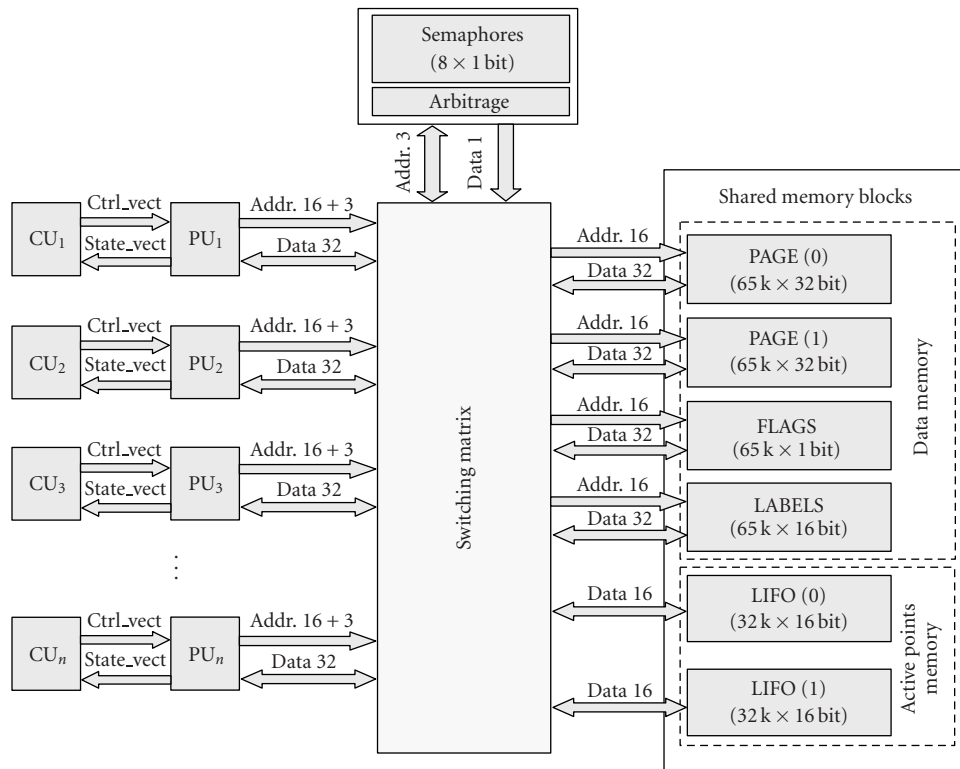 Semaphores
(8 × 1 bit)
Arbitrage
Addr. 3
Data 1
Shared memory blocks
CU1
Ctrl_vect
State_vect
PU1
Addr. 16 + 3
Data 32
CU2
Ctrl_vect
State_vect
PU2
Addr. 16 + 3
Data 32
CU3
Ctrl_vect
State_vect
PU3
Addr. 16 + 3
Data 32
...
CUn
Ctrl_vect
State_vect
PUn
Addr. 16 + 3
Data 32
Switching matrix
Addr. 16
Data 32
PAGE (0)
(65 k × 32 bit)
Addr. 16
Data 32
PAGE (1)
(65 k × 32 bit)
Addr. 16
Data 32
FLAGS
(65 k × 1 bit)
Addr. 16
Data 32
LABELS
(65 k × 16 bit)
Data memory
Data 16
LIFO (0)
(32 k × 16 bit)
Data 16
LIFO (1)
(32 k × 16 bit)
Active points
memory